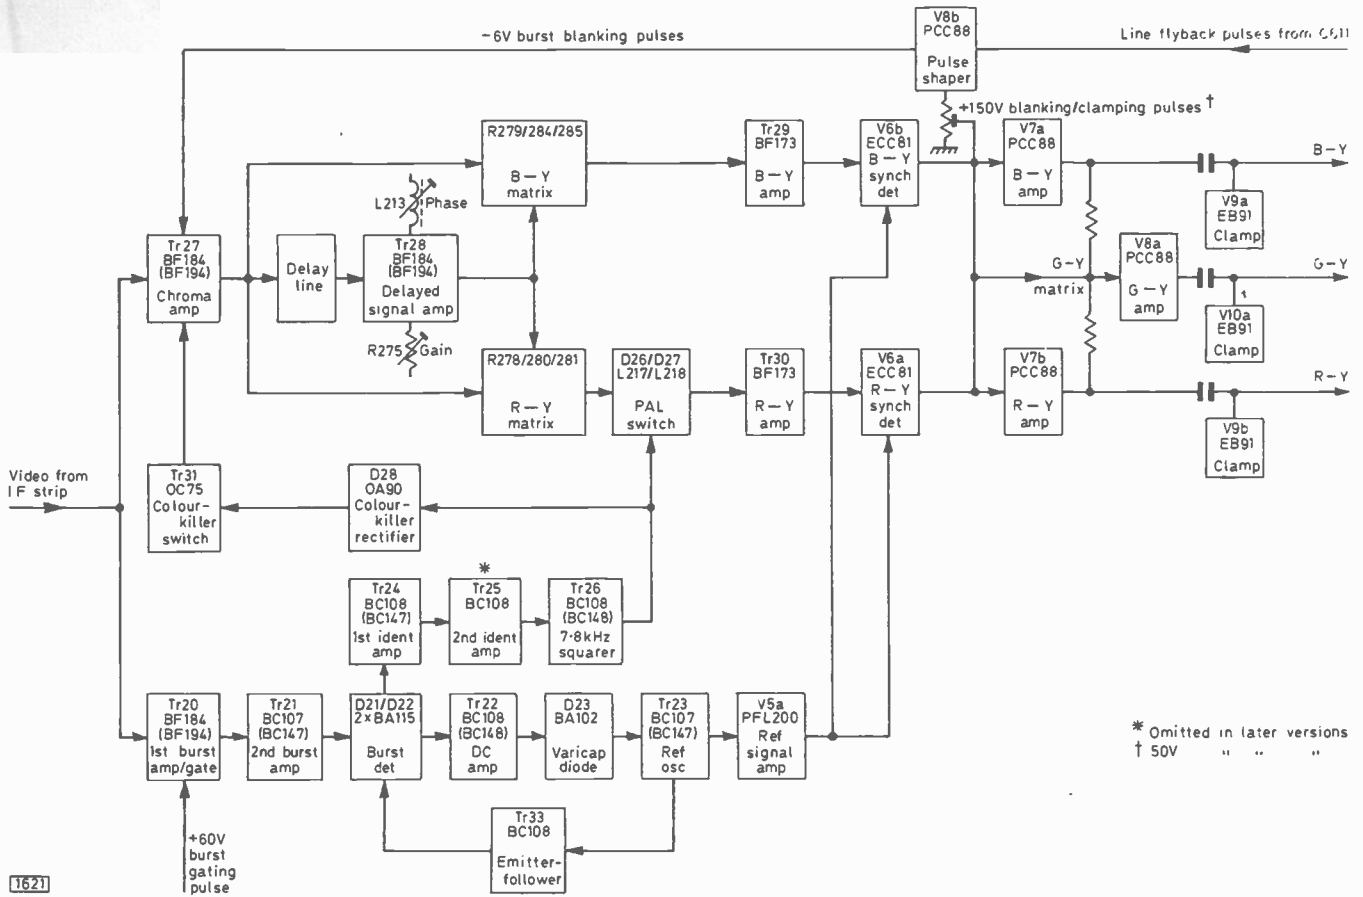 -6V burst blanking pulses
V8b
PCC88
Pulse
shaper
Line flyback pulses from
+150V blanking/clamping pulses †
R279/284/285
B-Y
matrix
Tr29
BF173
B-Y
amp
V6b
ECC81
B-Y
synch
det
V7a
PCC88
B-Y
amp
B-Y
V9a
EB91
Clamp
L213
Phase
Tr27
BF184
(BF194)
Chroma
amp
Delay
line
Tr28
BF184
(BF194)
Delayed
signal amp
R275
Gain
G-Y
matrix
V8a
PCC88
G-Y
amp
G-Y
V10a
EB91
Clamp
R278/280/281
R-Y
matrix
D26/D27
L217/L218
PAL
switch
Tr30
BF173
R-Y
amp
V6a
ECC81
R-Y
synch
det
V7b
PCC88
R-Y
amp
R-Y
V9b
EB91
Clamp
Video from
IF strip
Tr31
OC75
Colour-
killer
switch
D28
OA90
Colour-
killer
rectifier
Tr24
BC108
(BC147)
1st ident
amp
*
Tr25
BC108
2nd ident
amp
Tr26
BC108
(BC148)
7·8kHz
squarer
Tr20
BF184
(BF194)
1st burst
amp/gate
Tr21
BC107
(BC147)
2nd burst
amp
D21/D22
2×BA115
Burst
det
Tr22
BC108
(BC148)
DC
amp
D23
BA102
Varicap
diode
Tr23
BC107
(BC147)
Ref
osc
V5a
PFL200
Ref
signal
amp
Tr33
BC108
Emitter-
follower
+60V
burst
gating
pulse
* Omitted in later versions
† 50V " " "
1621